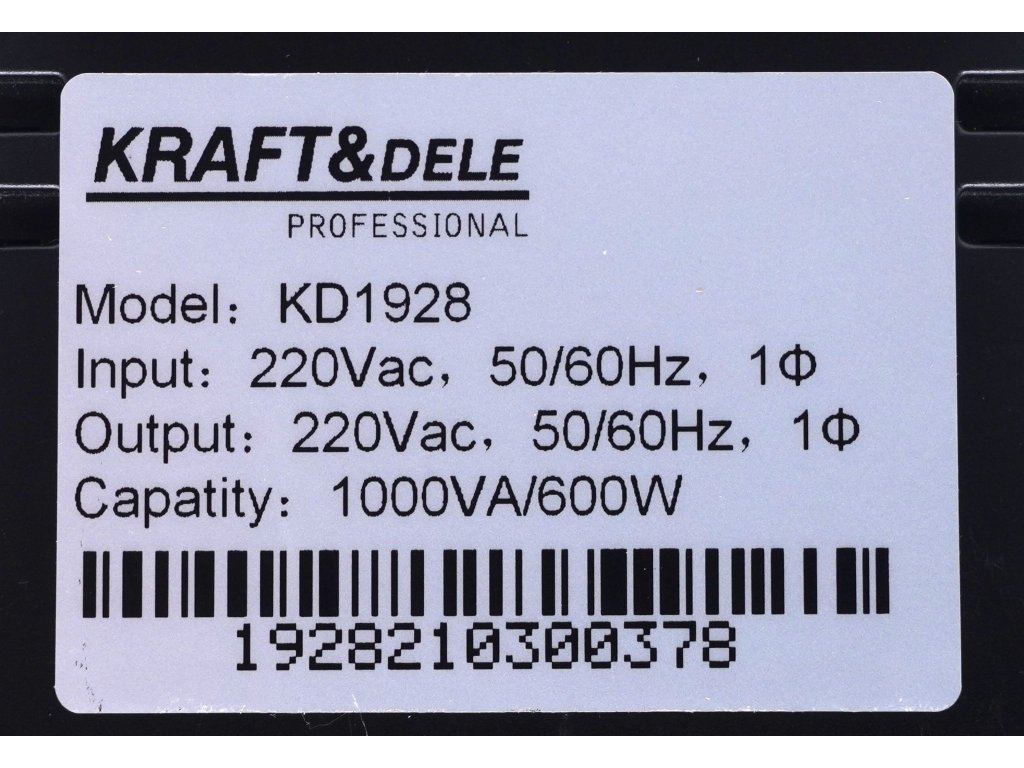 KRAFT&DELE
PROFESSIONAL
Model: KD1928
Input: 220Vac, 50/60Hz, 1Φ
Output: 220Vac, 50/60Hz, 1Φ
Capatity: 1000VA/600W
1928210300378